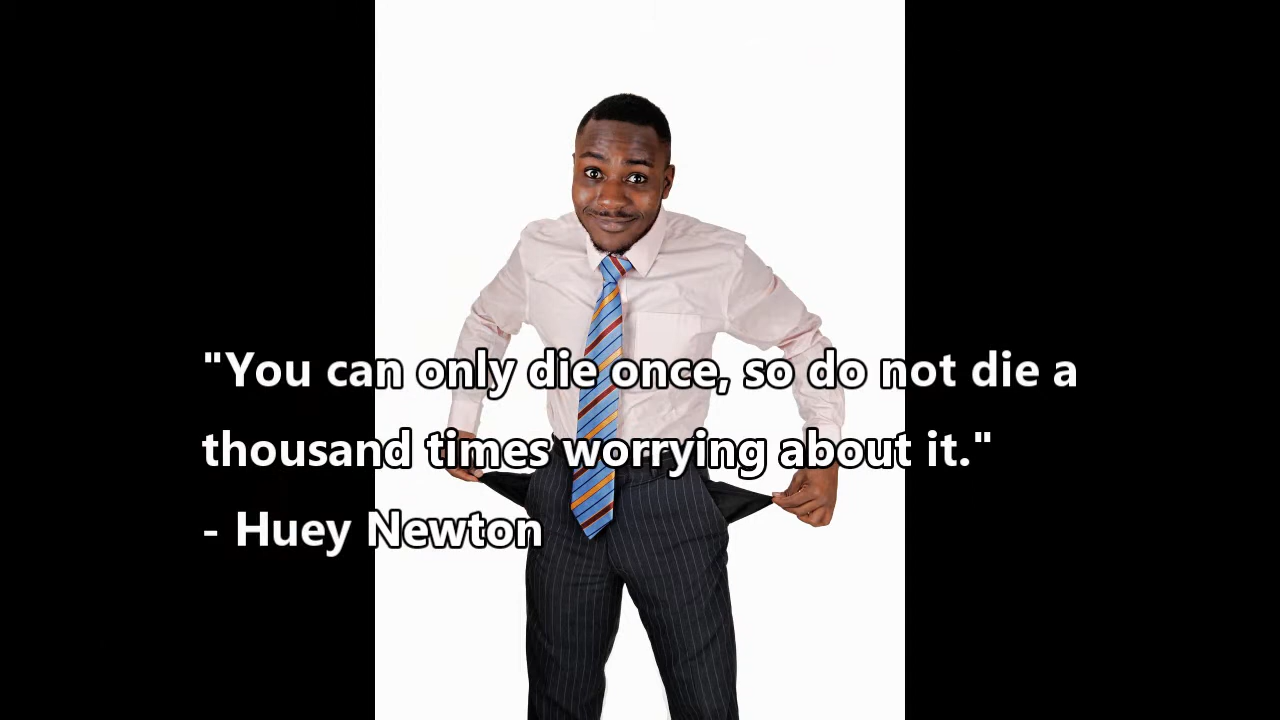 "You can only die once, so do not die a
thousand times worrying about it."
- Huey Newton